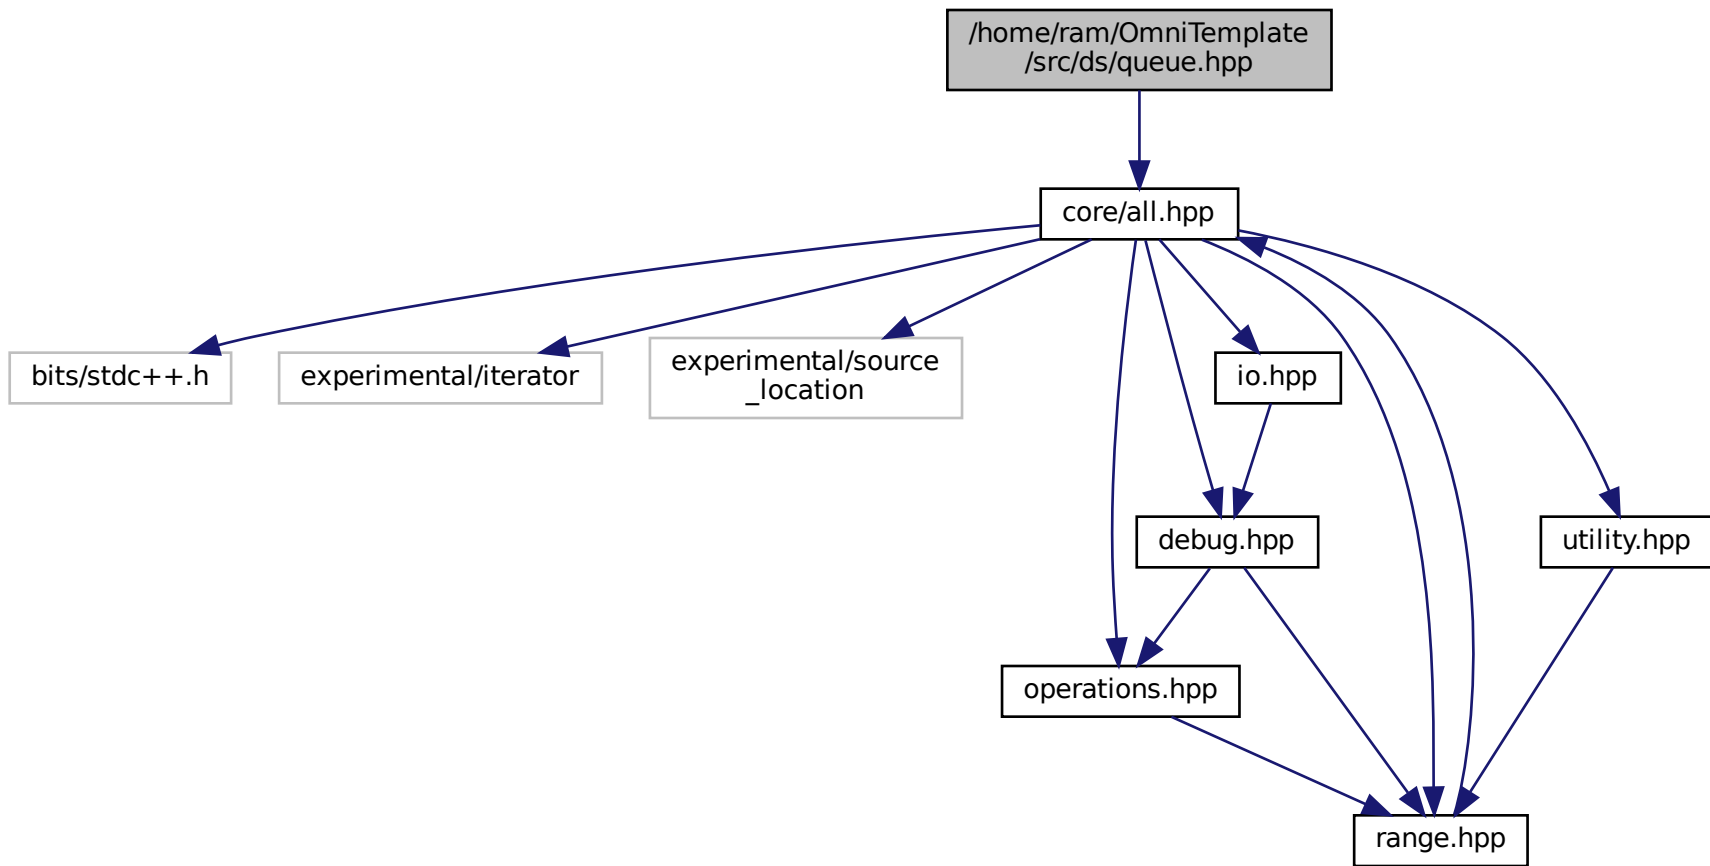 /home/ram/OmniTemplate
/src/ds/queue.hpp
core/all.hpp
bits/stdc++.h
experimental/iterator
experimental/source
_location
io.hpp
debug.hpp
utility.hpp
operations.hpp
range.hpp